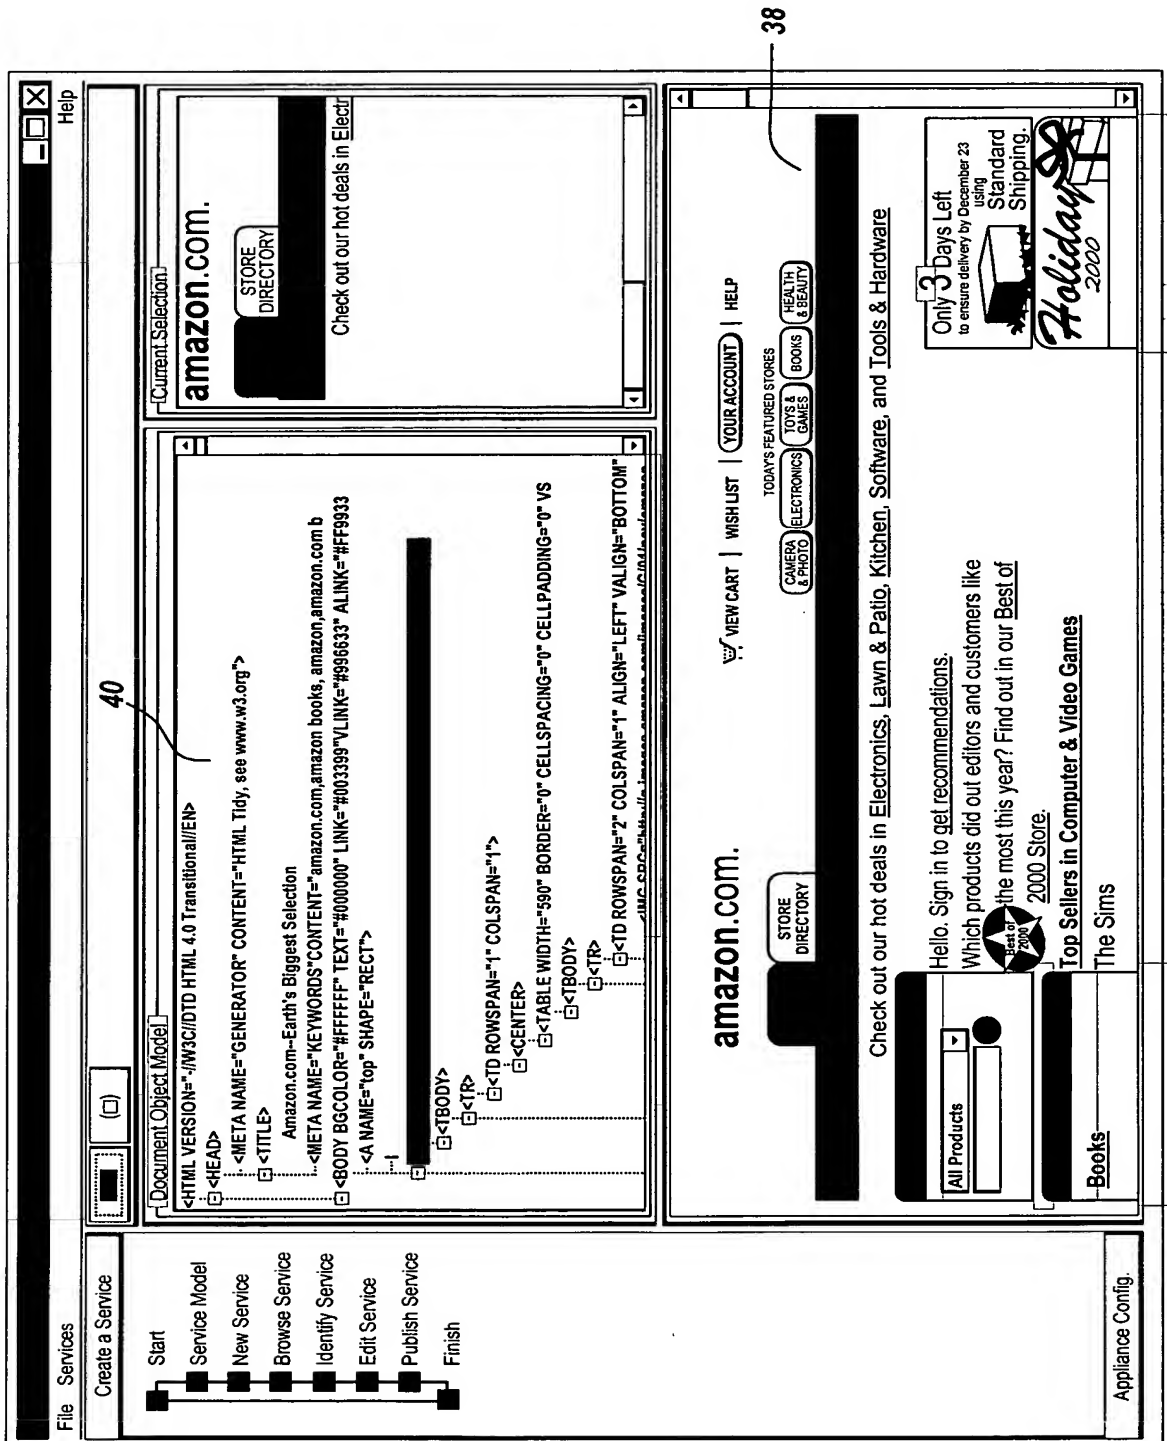 File Services Help
Create a Service
Start
Service Model
New Service
Browse Service
Identify Service
Edit Service
Publish Service
Finish
Appliance Config.
Document Object Model
40
<HTML VERSION="-//W3C//DTD HTML 4.0 Transitional//EN>
<HEAD>
<META NAME="GENERATOR" CONTENT="HTML Tidy, see www.w3.org">
<TITLE>
Amazon.com--Earth's Biggest Selection
<META NAME="KEYWORDS"CONTENT="amazon.com,amazon books, amazon,amazon.com b
<BODY BGCOLOR="#FFFFFF" TEXT="#000000" LINK="#003399"VLINK="#996633" ALINK="#FF9933
<A NAME="top" SHAPE="RECT">
<TBODY>
<TR>
<TD ROWSPAN="1" COLSPAN="1">
<CENTER>
<TABLE WIDTH="590" BORDER="0" CELLSPACING="0" CELLPADDING="0" VS
<TBODY>
<TR>
<TD ROWSPAN="2" COLSPAN="1" ALIGN="LEFT" VALIGN="BOTTOM"
Current Selection
amazon.com.
STORE
DIRECTORY
Check out our hot deals in Electr
38
amazon.com.
VIEW CART | WISH LIST | YOUR ACCOUNT | HELP
STORE
DIRECTORY
TODAY'S FEATURED STORES
CAMERA & PHOTO ELECTRONICS TOYS & GAMES BOOKS HEALTH & BEAUTY
Check out our hot deals in Electronics, Lawn & Patio, Kitchen, Software, and Tools & Hardware
All Products
Books
Hello. Sign in to get recommendations.
Which products did out editors and customers like
the most this year? Find out in our Best of
2000 Store.
Best of
2000
Top Sellers in Computer & Video Games
The Sims
Only 3 Days Left
to ensure delivery by December 23
using
Standard
Shipping.
Holiday
2000